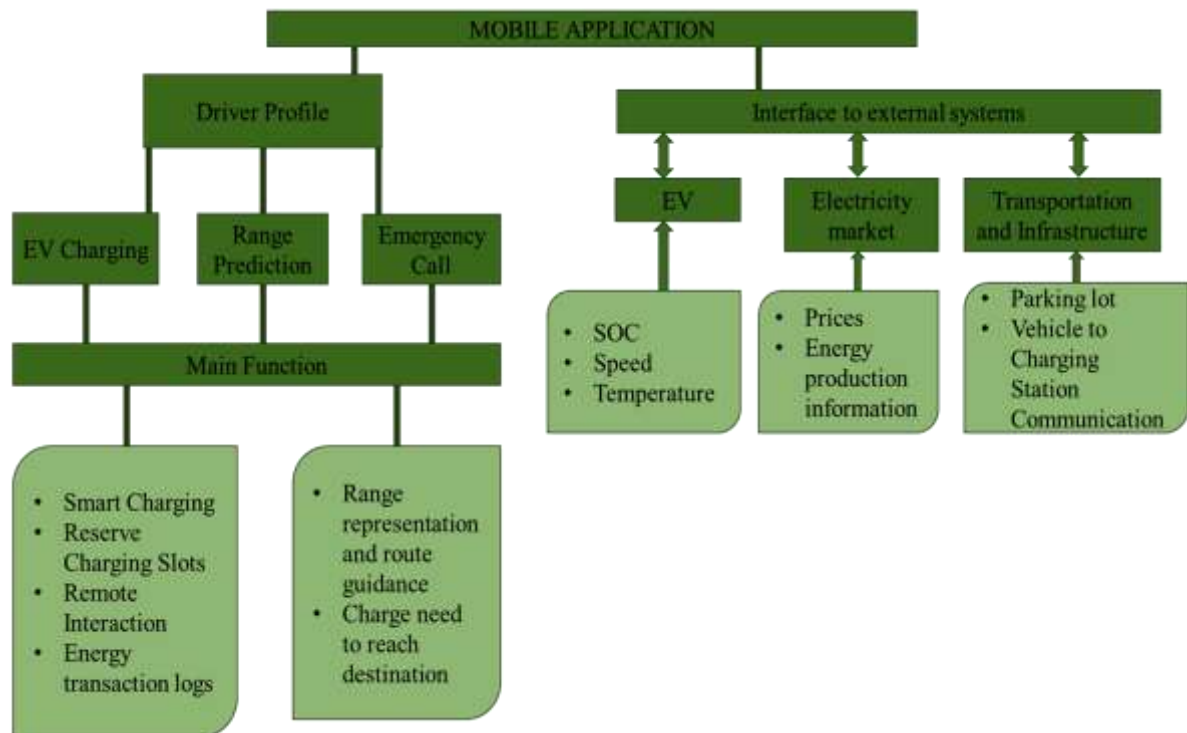 MOBILE APPLICATION
Driver Profile
Interface to external systems
EV Charging
Range
Prediction
Emergency
Call
EV
Electricity
market
Transportation
and Infrastructure
Main Function
• SOC
• Speed
• Temperature
• Prices
• Energy
production
information
• Parking lot
• Vehicle to
Charging
Station
Communication
• Smart Charging
• Reserve
Charging Slots
• Remote
Interaction
• Energy
transaction logs
• Range
representation
and route
guidance
• Charge need
to reach
destination